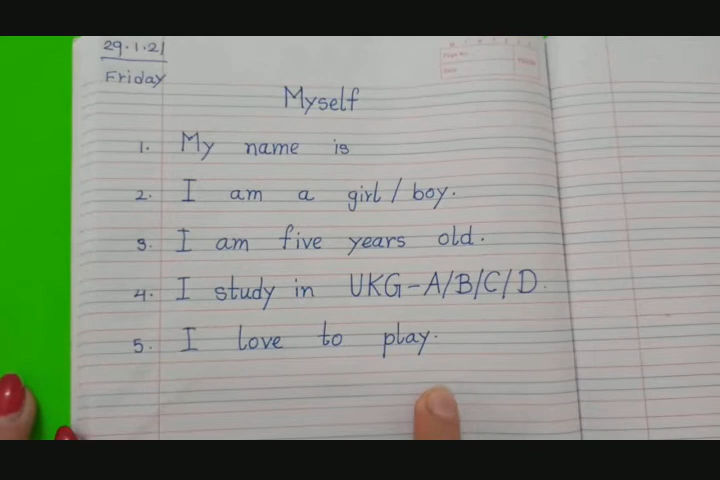 29.1.21
Friday
Myself
1. My name is
2. I am a girl/boy.
3. I am five years old.
4. I study in UKG-A/B/C/D.
5. I love to play.